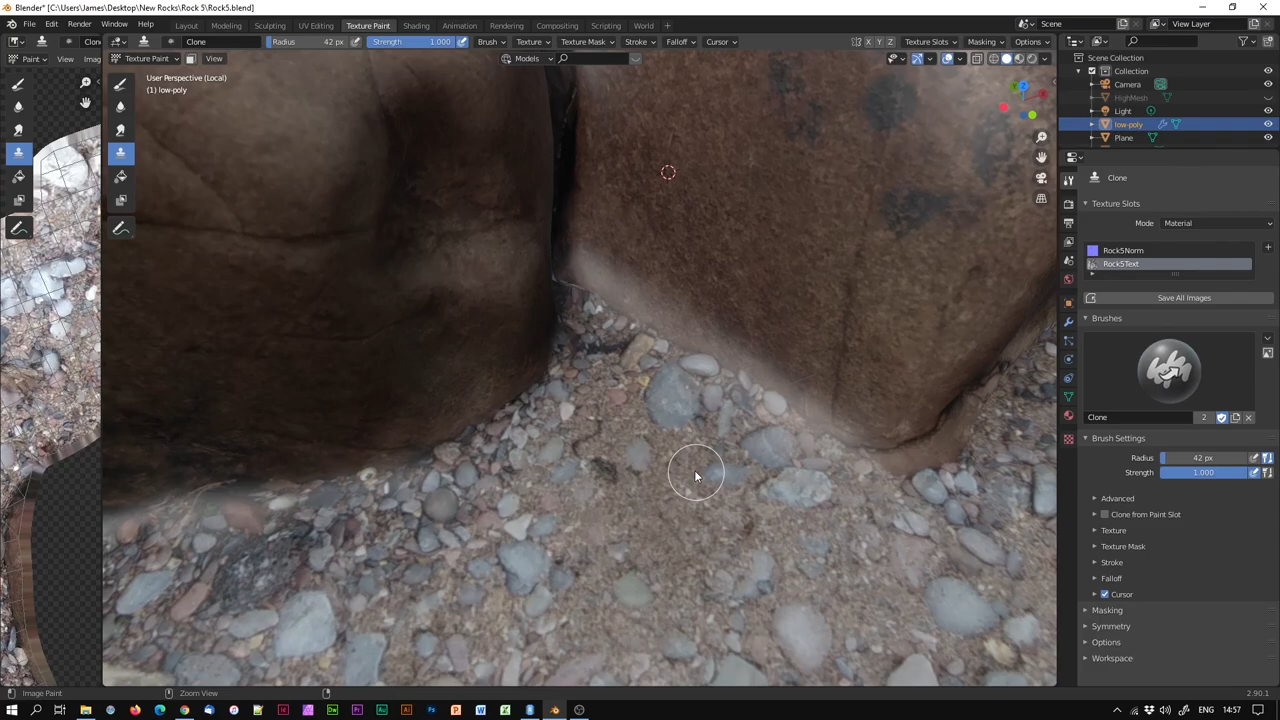 Blender* [C:\Users\James\Desktop\New Rocks\Rock 5\Rock5.blend]
File Edit Render Window Help Layout Modeling Sculpting UV Editing Texture Paint Shading Animation Rendering Compositing Scripting World + Scene View Layer
Clon Clone Radius 42 px Strength 1.000 Brush Texture Texture Mask Stroke Falloff Cursor X Y Z Texture Slots Masking Options
Paint View Imag Texture Paint View Models
User Perspective (Local)
(1) low-poly
Scene Collection
Collection
Camera
HighMesh
Light
low-poly
Plane
Clone
Texture Slots
Mode Material
Rock5Norm
Rock5Text
Save All Images
Brushes
Clone 2
Brush Settings
Radius 42 px
Strength 1.000
Advanced
Clone from Paint Slot
Texture
Texture Mask
Stroke
Falloff
Cursor
Masking
Symmetry
Options
Workspace
Image Paint Zoom View 2.90.1
ENG 14:57